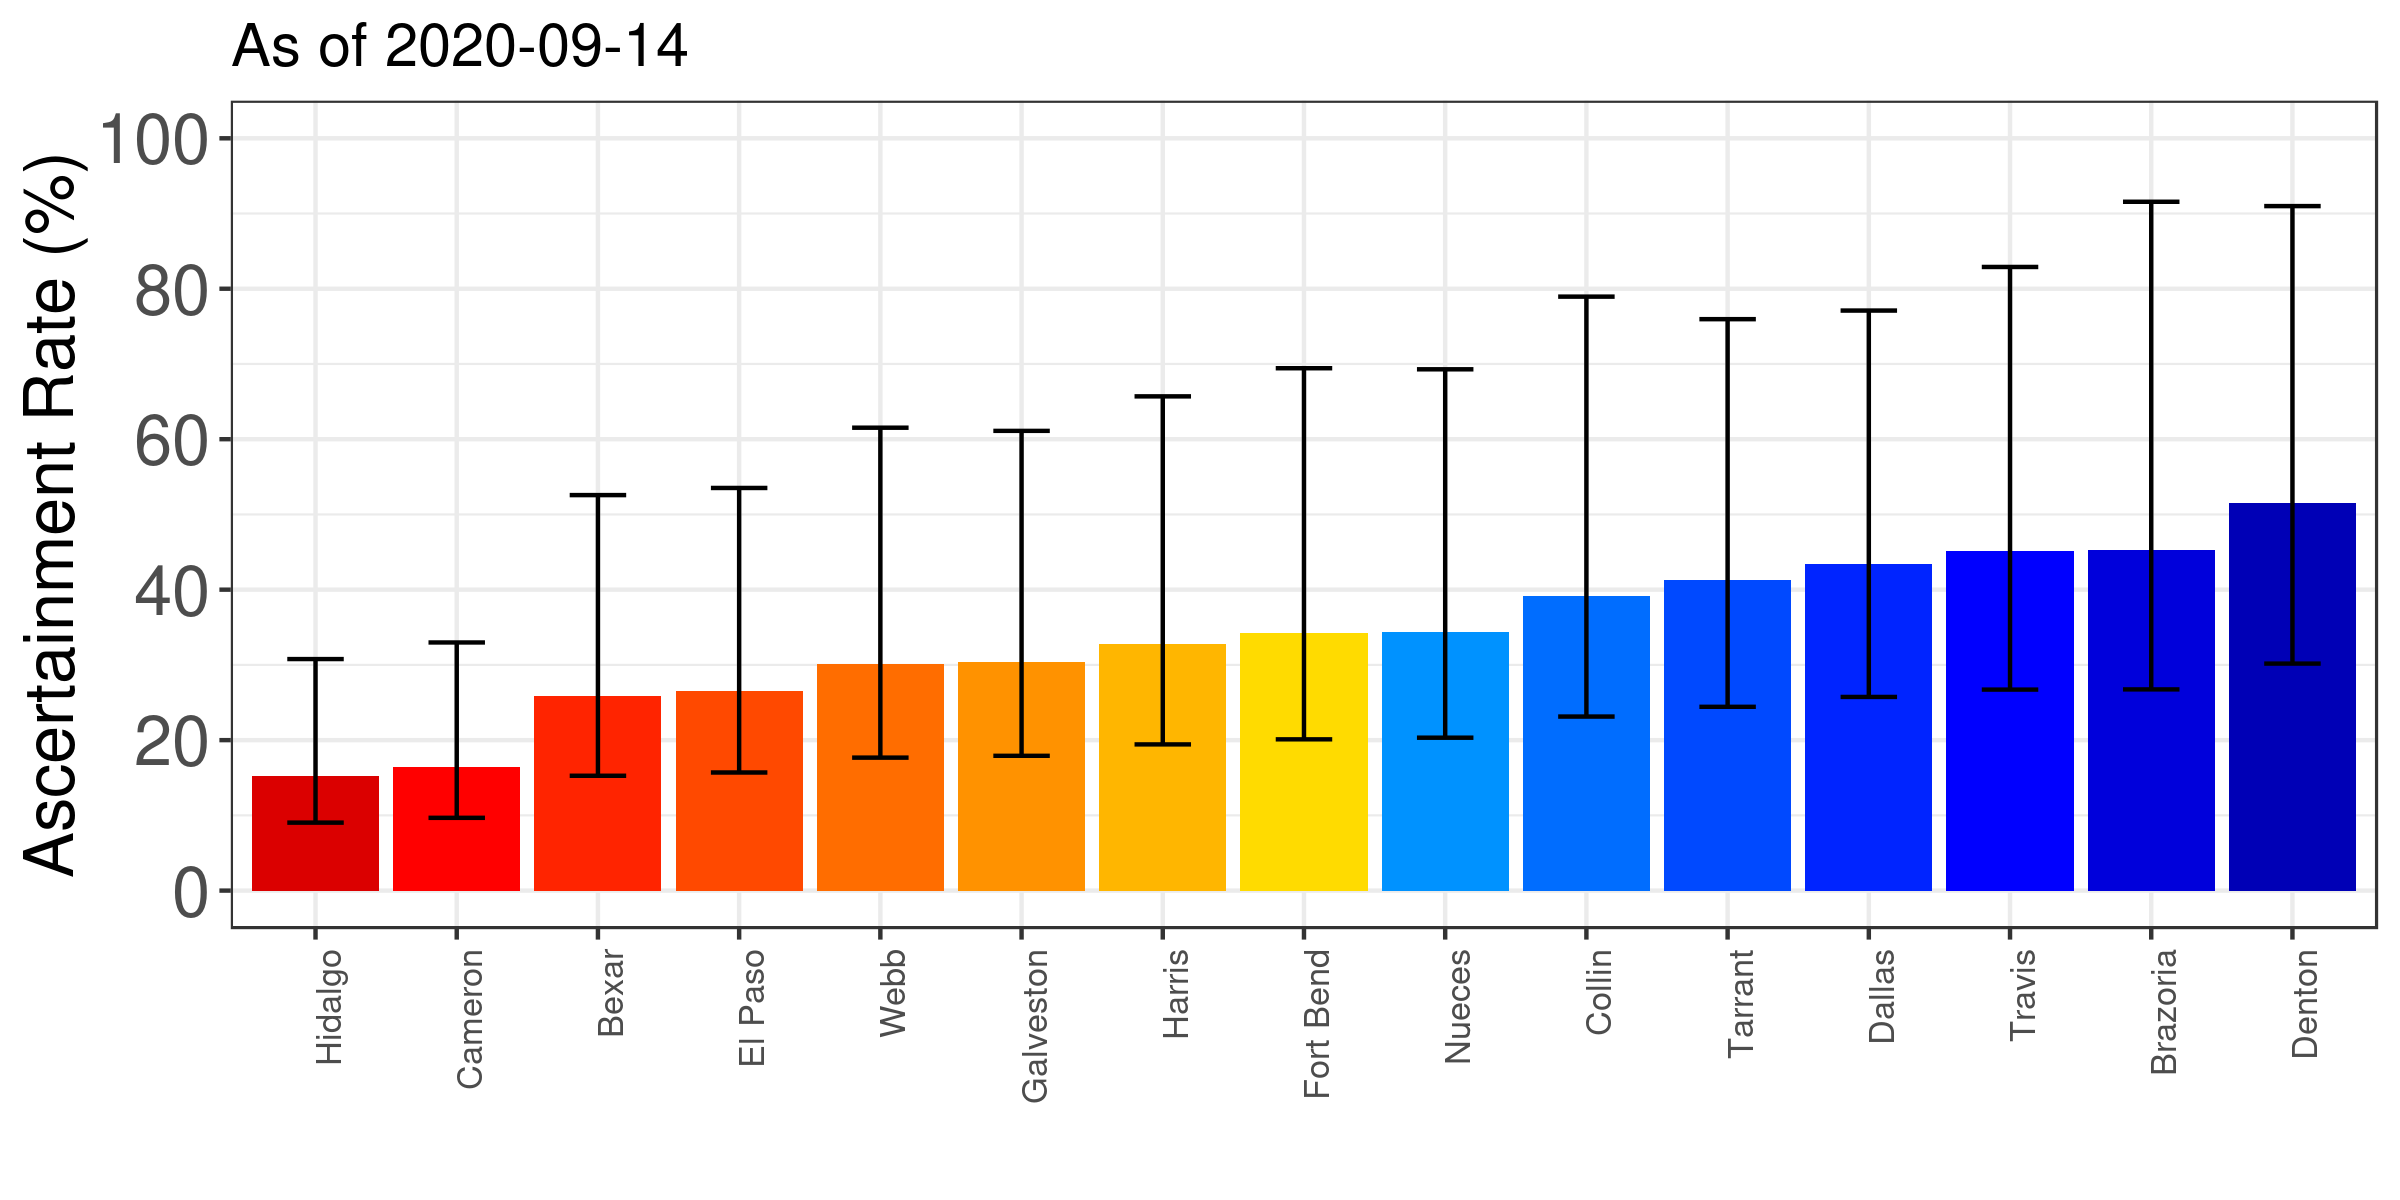 As of 2020-09-14
Ascertainment Rate (%)
100
80
60
40
20
0
Hidalgo
Cameron
Bexar
El Paso
Webb
Galveston
Harris
Fort Bend
Nueces
Collin
Tarrant
Dallas
Travis
Brazoria
Denton